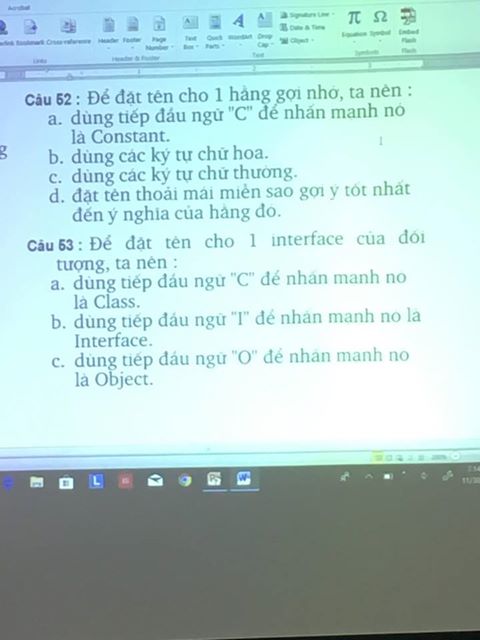 Acrobat
Bookmark Cross-reference
Header Footer Page Number
Text Box Quick Parts WordArt Drop Cap
Signature Line
Date & Time
Object
Equation Symbol
Embed Flash
Links
Header & Footer
Text
Symbols
Flash
g
Câu 52 : Để đặt tên cho 1 hằng gợi nhớ, ta nên :
a. dùng tiếp đầu ngữ "C" để nhấn mạnh nó
là Constant.
b. dùng các ký tự chữ hoa.
c. dùng các ký tự chữ thường.
d. đặt tên thoải mái miễn sao gợi ý tốt nhất
đến ý nghĩa của hằng đó.
Câu 53 : Để đặt tên cho 1 interface của đối
tượng, ta nên :
a. dùng tiếp đầu ngữ "C" để nhấn mạnh nó
là Class.
b. dùng tiếp đầu ngữ "I" để nhấn mạnh nó là
Interface.
c. dùng tiếp đầu ngữ "O" để nhấn mạnh nó
là Object.